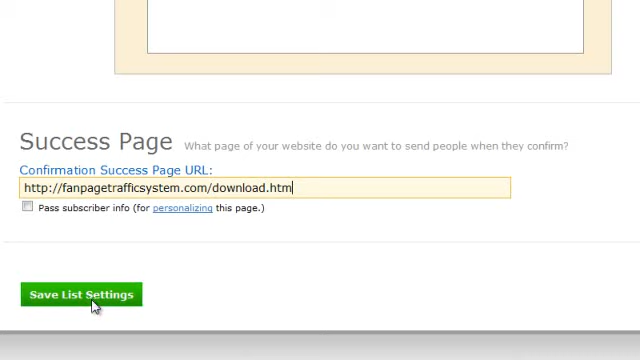 Success Page What page of your website do you want to send people when they confirm?
Confirmation Success Page URL:
http://fanpagetrafficsystem.com/download.htm
Pass subscriber info (for personalizing this page.)
Save List Settings